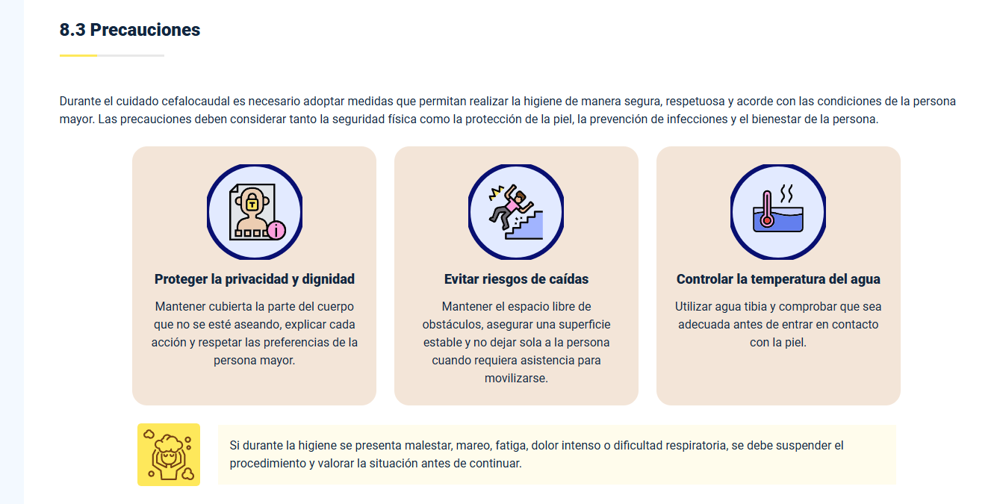 8.3 Precauciones
Durante el cuidado cefalocaudal es necesario adoptar medidas que permitan realizar la higiene de manera segura, respetuosa y acorde con las condiciones de la persona
mayor. Las precauciones deben considerar tanto la seguridad física como la protección de la piel, la prevención de infecciones y el bienestar de la persona.
Proteger la privacidad y dignidad
Mantener cubierta la parte del cuerpo
que no se esté aseando, explicar cada
acción y respetar las preferencias de la
persona mayor.
Evitar riesgos de caídas
Mantener el espacio libre de
obstáculos, asegurar una superficie
estable y no dejar sola a la persona
cuando requiera asistencia para
movilizarse.
Controlar la temperatura del agua
Utilizar agua tibia y comprobar que sea
adecuada antes de entrar en contacto
con la piel.
Si durante la higiene se presenta malestar, mareo, fatiga, dolor intenso o dificultad respiratoria, se debe suspender el
procedimiento y valorar la situación antes de continuar.